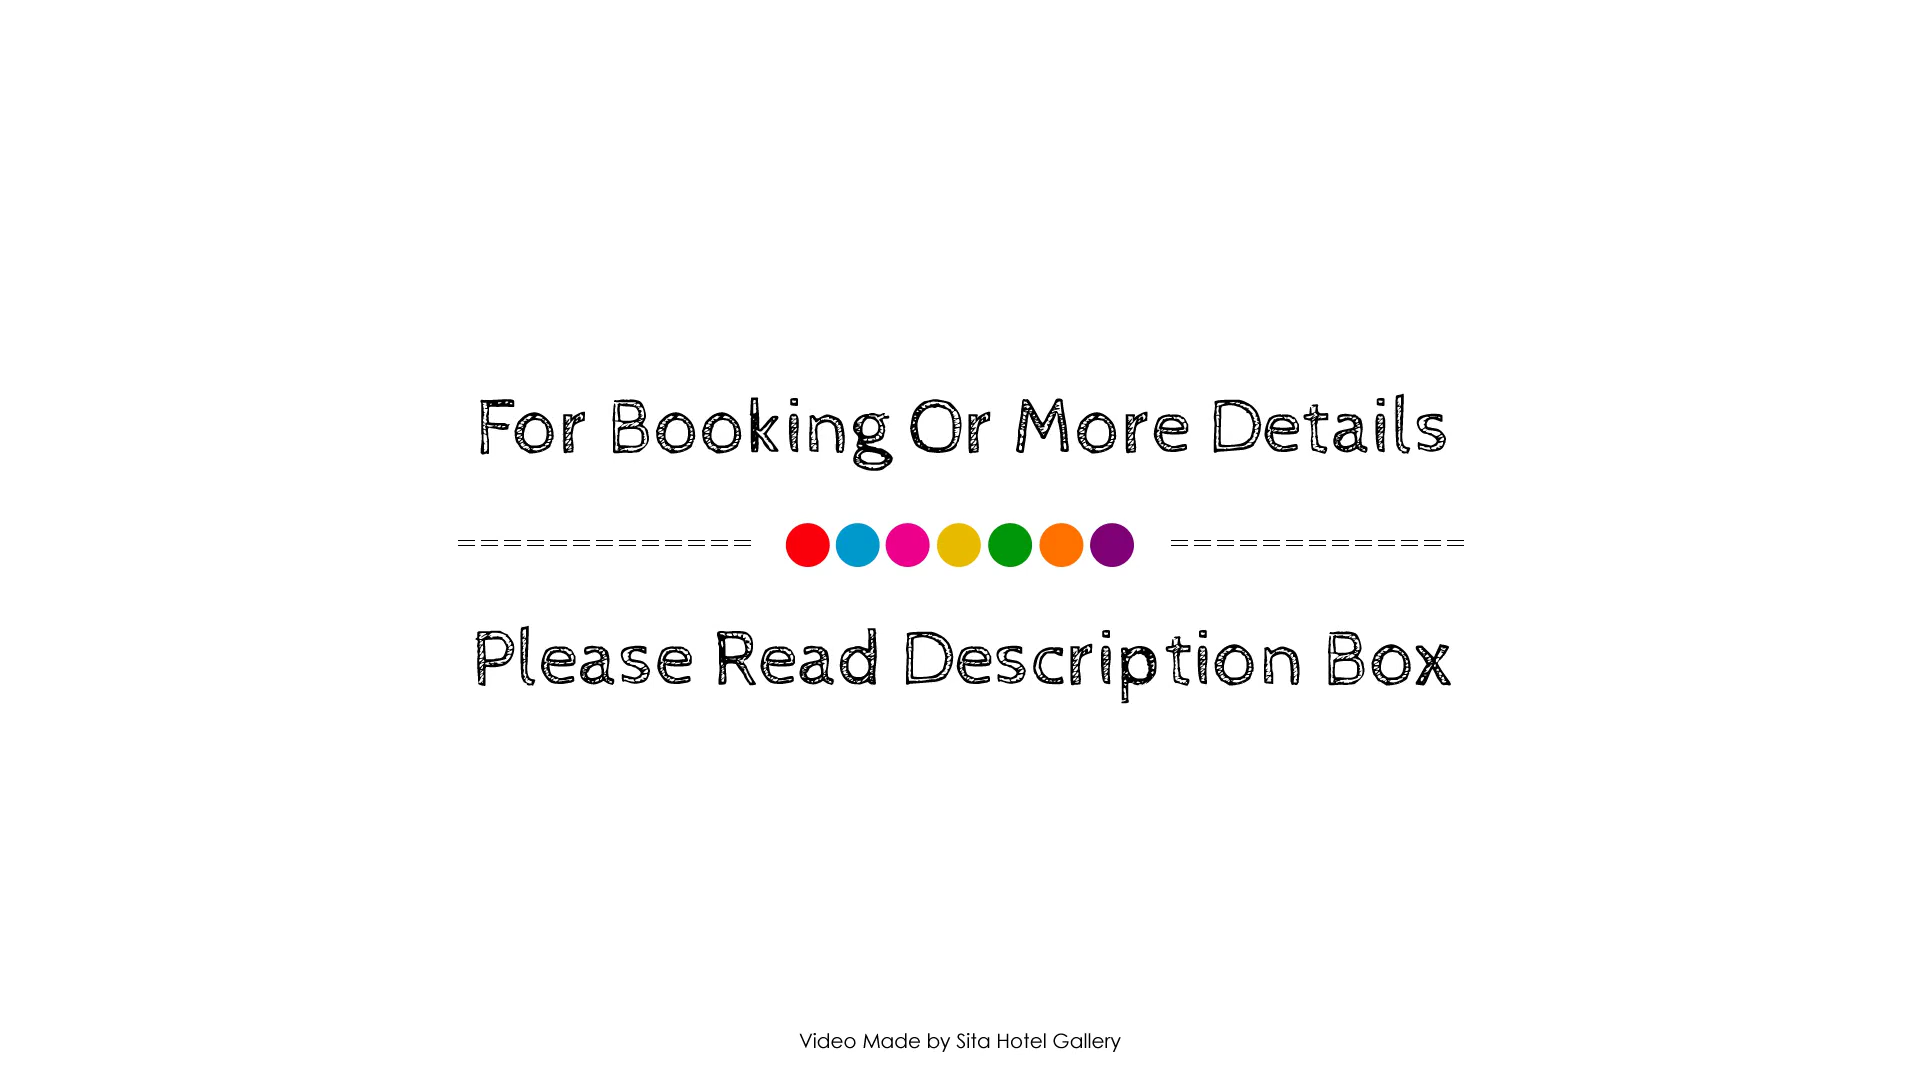 For Booking Or More Details
============= =============
Please Read Description Box
Video Made by Sita Hotel Gallery